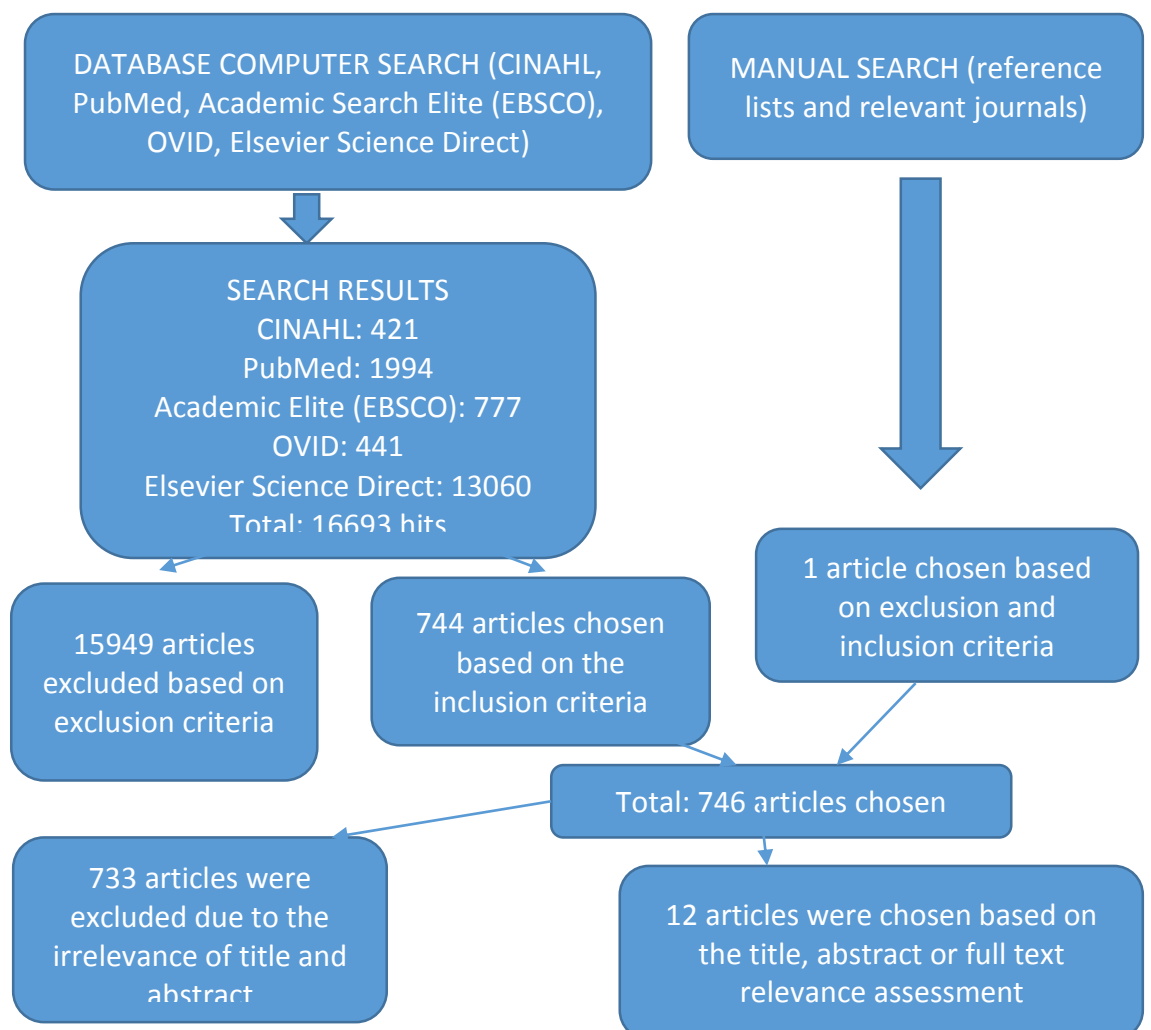 DATABASE COMPUTER SEARCH (CINAHL,
PubMed, Academic Search Elite (EBSCO),
OVID, Elsevier Science Direct)
MANUAL SEARCH (reference
lists and relevant journals)
SEARCH RESULTS
CINAHL: 421
PubMed: 1994
Academic Elite (EBSCO): 777
OVID: 441
Elsevier Science Direct: 13060
Total: 16693 hits
15949 articles
excluded based on
exclusion criteria
744 articles chosen
based on the
inclusion criteria
1 article chosen based
on exclusion and
inclusion criteria
Total: 746 articles chosen
733 articles were
excluded due to the
irrelevance of title and
abstract
12 articles were chosen based on
the title, abstract or full text
relevance assessment